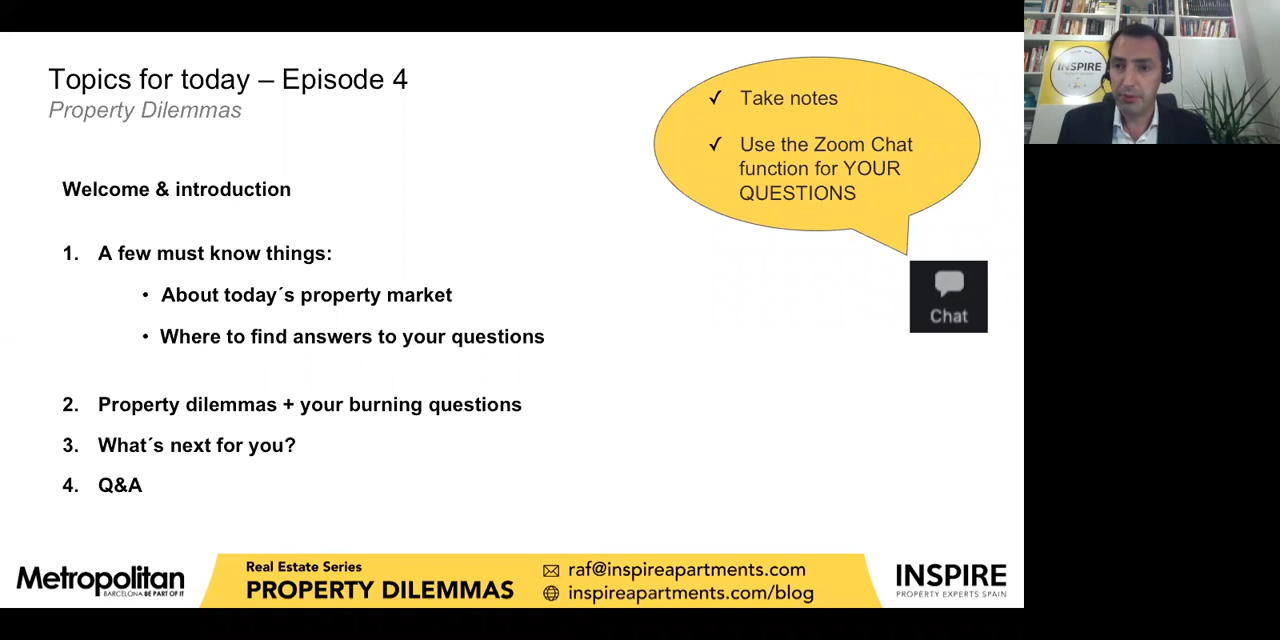 Topics for today – Episode 4
Property Dilemmas
✓ Take notes
✓ Use the Zoom Chat
function for YOUR
QUESTIONS
Chat
Welcome & introduction
1. A few must know things:
• About today´s property market
• Where to find answers to your questions
2. Property dilemmas + your burning questions
3. What´s next for you?
4. Q&A
Metropolitan
BARCELONA BE PART OF IT
Real Estate Series
PROPERTY DILEMMAS
raf@inspireapartments.com
inspireapartments.com/blog
INSPIRE
PROPERTY EXPERTS SPAIN
INSPIRE